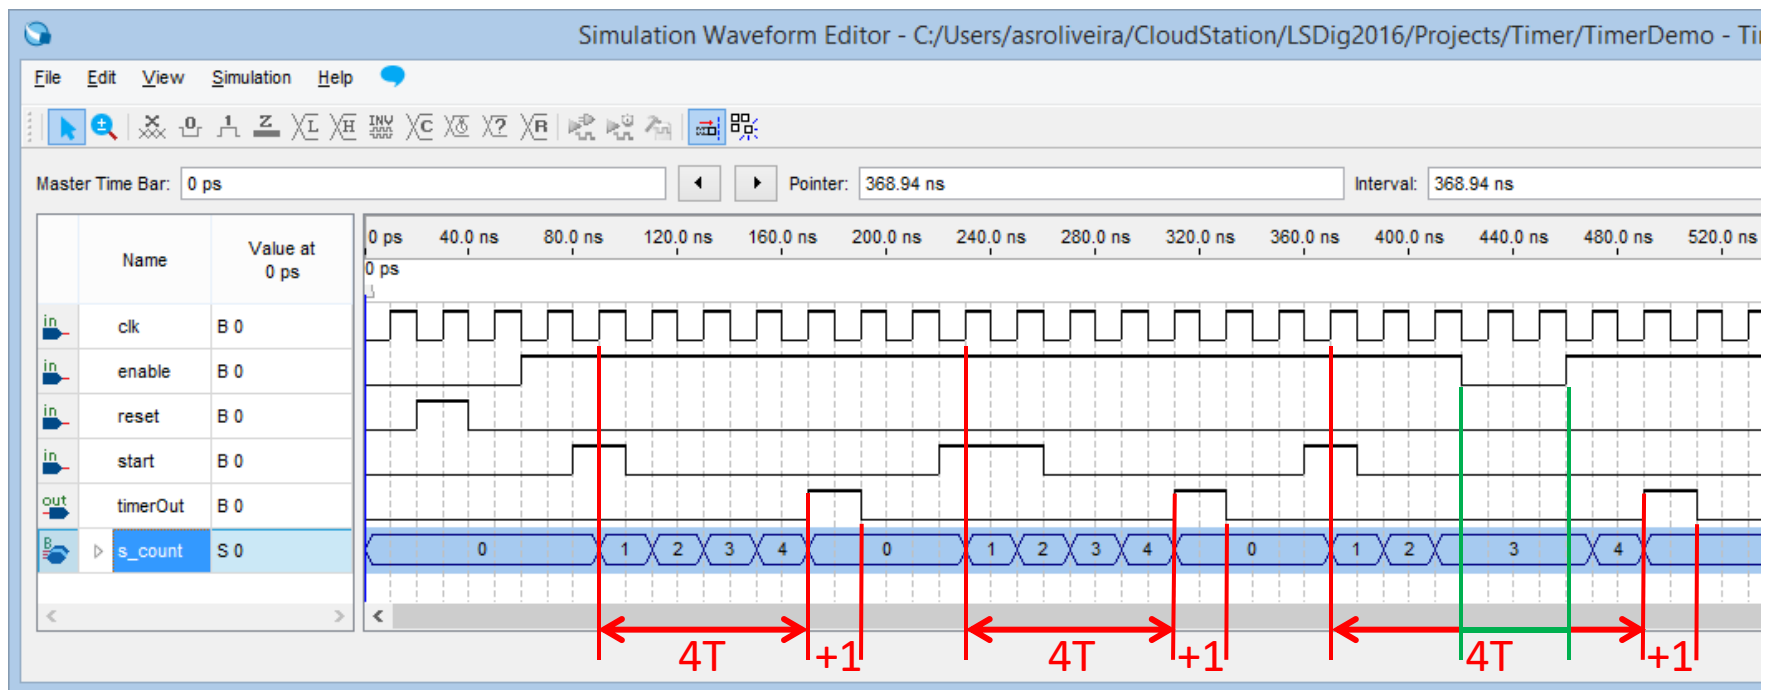 Simulation Waveform Editor - C:/Users/asroliveira/CloudStation/LSDig2016/Projects/Timer/TimerDemo - Ti
File Edit View Simulation Help
Master Time Bar: 0 ps Pointer: 368.94 ns Interval: 368.94 ns
Name Value at 0 ps
0 ps 40.0 ns 80.0 ns 120.0 ns 160.0 ns 200.0 ns 240.0 ns 280.0 ns 320.0 ns 360.0 ns 400.0 ns 440.0 ns 480.0 ns 520.0 ns
0 ps
in clk B 0
in enable B 0
in reset B 0
in start B 0
out timerOut B 0
B s_count S 0 0 1 2 3 4 0 1 2 3 4 0 1 2 3 4
4T +1 4T +1 4T +1